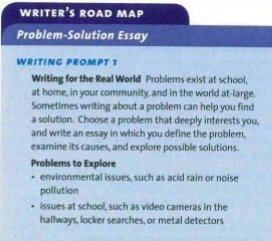 WRITER'S ROAD MAP
Problem-Solution Essay
WRITING PROMPT 1
Writing for the Real World Problems exist at school,
at home, in your community, and in the world at-large.
Sometimes writing about a problem can help you find
a solution. Choose a problem that deeply interests you,
and write an essay in which you define the problem,
examine its causes, and explore possible solutions.
Problems to Explore
• environmental issues, such as acid rain or noise
pollution
• issues at school, such as video cameras in the
hallways, locker searches, or metal detectors